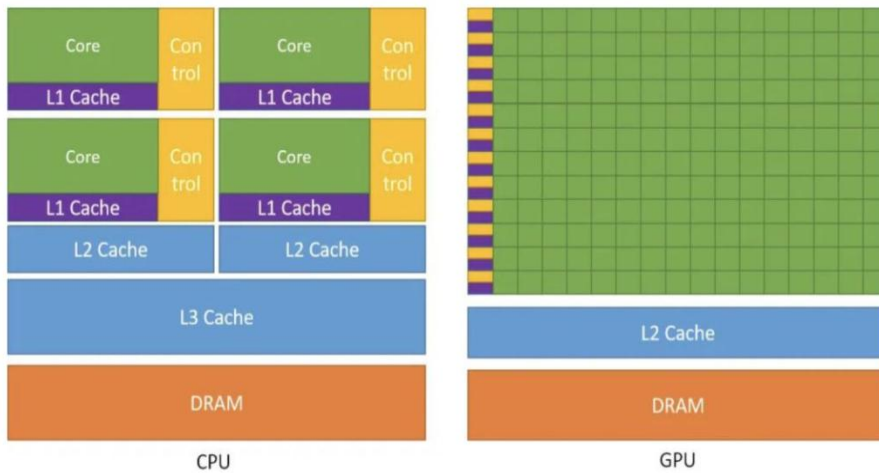 Core
Con
trol
L1 Cache
Core
Con
trol
L1 Cache
Core
Con
trol
L1 Cache
Core
Con
trol
L1 Cache
L2 Cache
L2 Cache
L3 Cache
DRAM
CPU
L2 Cache
DRAM
GPU